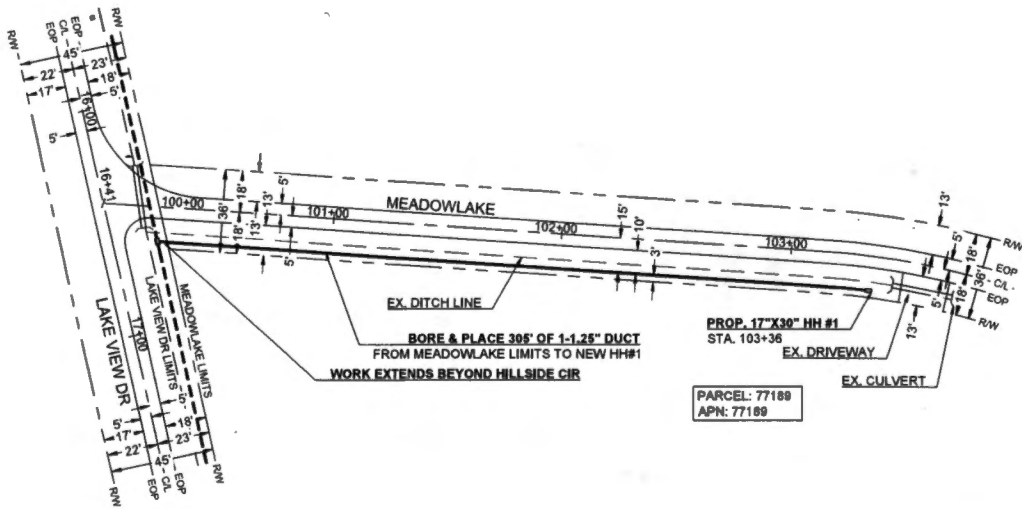 R/W
EOP
C/L
EOP
R/W
45'
22'
23'
17'
18'
5'
16+00
5'
16+41
100+00
36'
18'
18'
13'
13'
5'
5'
101+00
MEADOWLAKE
102+00
15'
10'
3'
103+00
13'
5'
18'
36'
R/W
EOP
- C/L -
EOP
R/W
5'
18'
13'
EX. DITCH LINE
BORE & PLACE 305' OF 1-1.25" DUCT
FROM MEADOWLAKE LIMITS TO NEW HH#1
WORK EXTENDS BEYOND HILLSIDE CIR
PROP. 17"X30" HH #1
STA. 103+36
EX. DRIVEWAY
EX. CULVERT
PARCEL: 77189
APN: 77189
LAKE VIEW DR
17+00
LAKE VIEW DR LIMITS
MEADOWLAKE LIMITS
5'
5'
17'
18'
22'
23'
45'
R/W
EOP
C/L
EOP
R/W